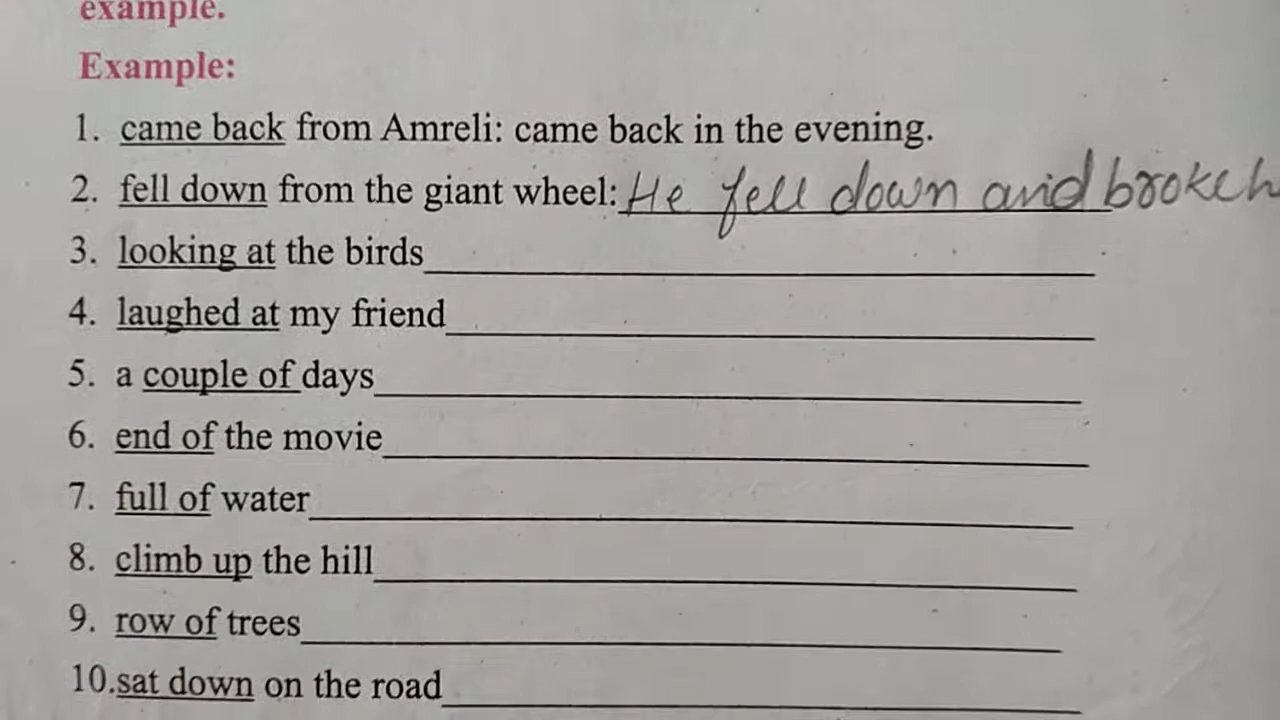 example.
Example:
1. came back from Amreli: came back in the evening.
2. fell down from the giant wheel: He fell down and broken
3. looking at the birds
4. laughed at my friend
5. a couple of days
6. end of the movie
7. full of water
8. climb up the hill
9. row of trees
10.sat down on the road